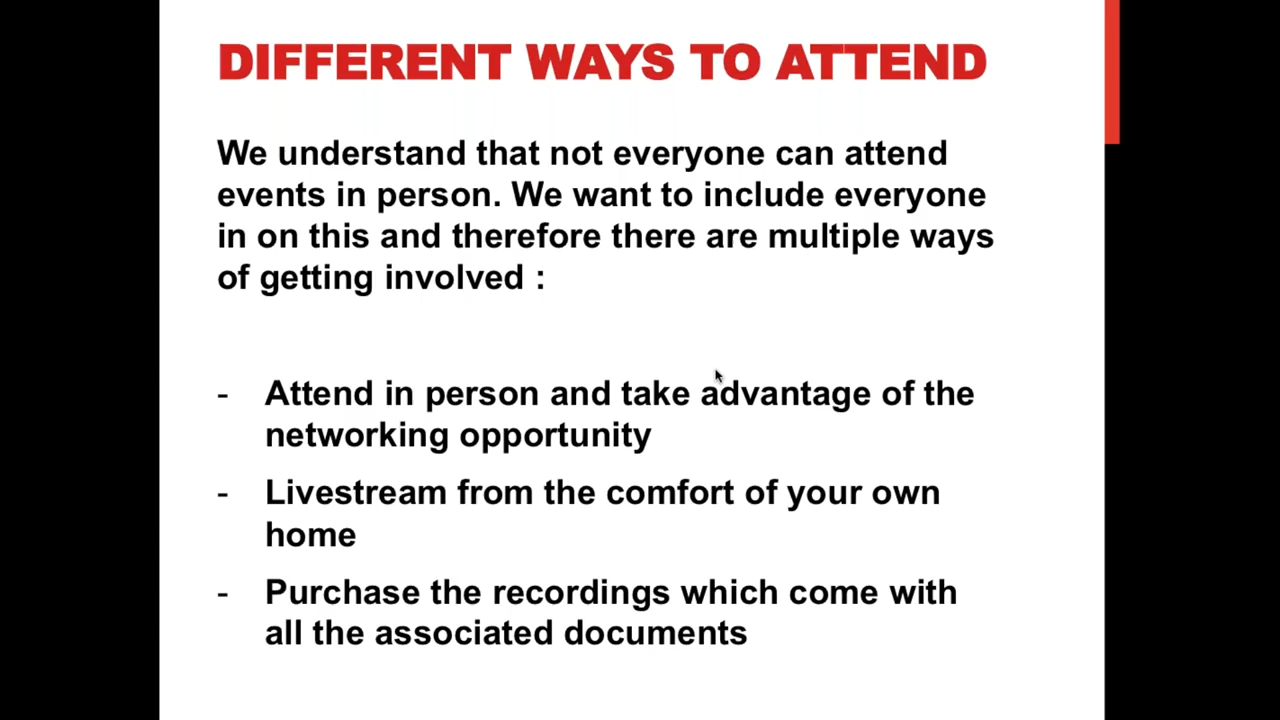 DIFFERENT WAYS TO ATTEND
We understand that not everyone can attend
events in person. We want to include everyone
in on this and therefore there are multiple ways
of getting involved :
- Attend in person and take advantage of the
networking opportunity
- Livestream from the comfort of your own
home
- Purchase the recordings which come with
all the associated documents